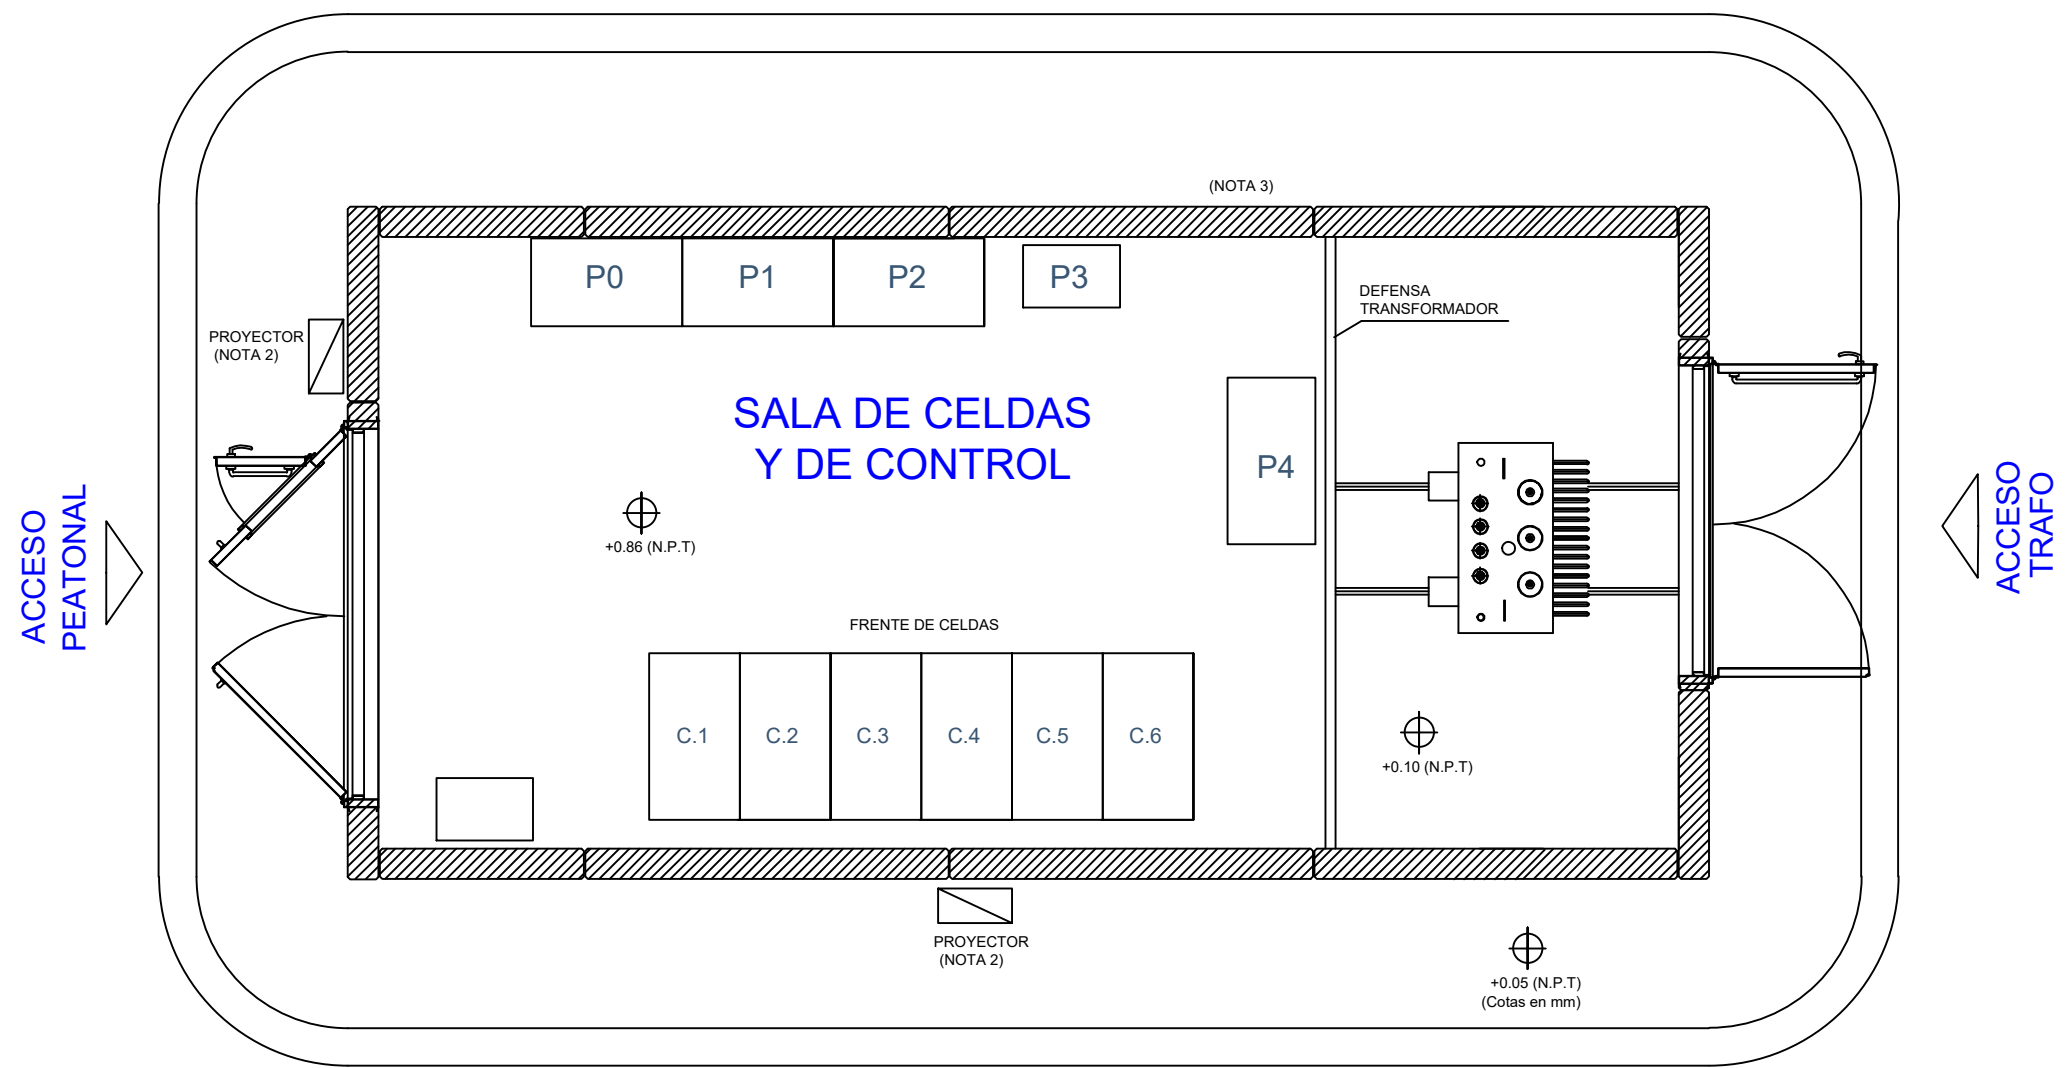 (NOTA 3)
P0
P1
P2
P3
DEFENSA
TRANSFORMADOR
PROYECTOR
(NOTA 2)
SALA DE CELDAS
Y DE CONTROL
P4
ACCESO
PEATONAL
ACCESO
TRAFO
+0.86 (N.P.T)
FRENTE DE CELDAS
C.1
C.2
C.3
C.4
C.5
C.6
+0.10 (N.P.T)
PROYECTOR
(NOTA 2)
+0.05 (N.P.T)
(Cotas en mm)